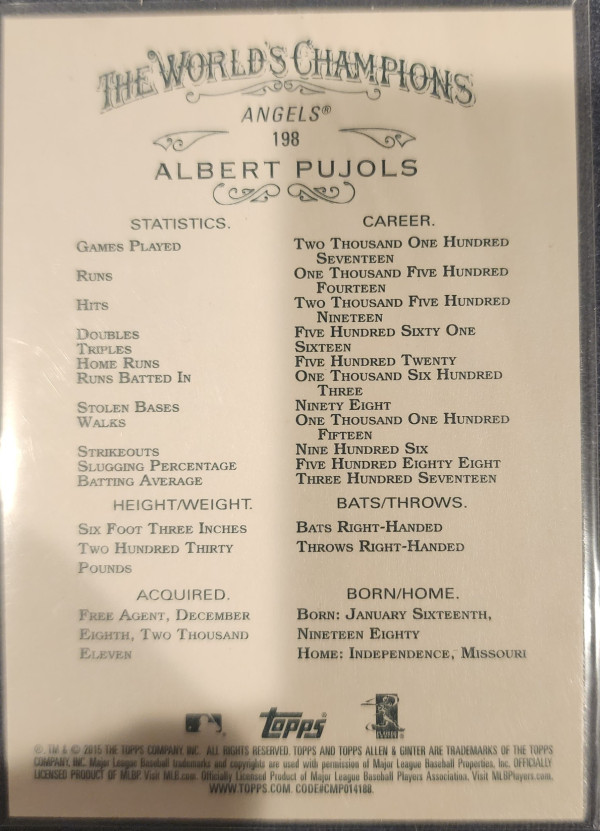 THE WORLD'S CHAMPIONS
ANGELS®
198
ALBERT PUJOLS
STATISTICS. CAREER.
GAMES PLAYED TWO THOUSAND ONE HUNDRED
SEVENTEEN
RUNS ONE THOUSAND FIVE HUNDRED
FOURTEEN
HITS TWO THOUSAND FIVE HUNDRED
NINETEEN
DOUBLES FIVE HUNDRED SIXTY ONE
TRIPLES SIXTEEN
HOME RUNS FIVE HUNDRED TWENTY
RUNS BATTED IN ONE THOUSAND SIX HUNDRED
THREE
STOLEN BASES NINETY EIGHT
WALKS ONE THOUSAND ONE HUNDRED
FIFTEEN
STRIKEOUTS NINE HUNDRED SIX
SLUGGING PERCENTAGE FIVE HUNDRED EIGHTY EIGHT
BATTING AVERAGE THREE HUNDRED SEVENTEEN
HEIGHT/WEIGHT. BATS/THROWS.
SIX FOOT THREE INCHES BATS RIGHT-HANDED
TWO HUNDRED THIRTY THROWS RIGHT-HANDED
POUNDS
ACQUIRED. BORN/HOME.
FREE AGENT, DECEMBER BORN: JANUARY SIXTEENTH,
EIGHTH, TWO THOUSAND NINETEEN EIGHTY
ELEVEN HOME: INDEPENDENCE, MISSOURI
Topps®
®, TM & © 2015 THE TOPPS COMPANY, INC. ALL RIGHTS RESERVED. TOPPS AND TOPPS ALLEN & GINTER ARE TRADEMARKS OF THE TOPPS
COMPANY, INC. Major League Baseball trademarks and copyrights are used with permission of Major League Baseball Properties, Inc. OFFICIALLY
LICENSED PRODUCT OF MLBP. Visit MLB.com. Officially Licensed Product of Major League Baseball Players Association. Visit MLBPlayers.com.
WWW.TOPPS.COM. CODE#CMP014188.